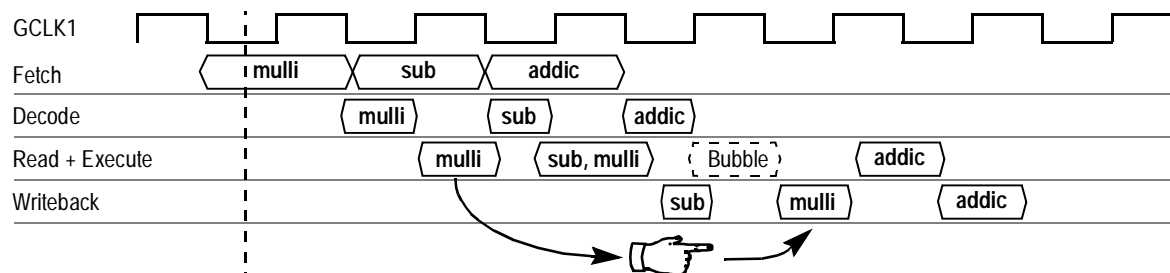 GCLK1
Fetch mulli sub addic
Decode mulli sub addic
Read + Execute mulli sub, mulli Bubble addic
Writeback sub mulli addic